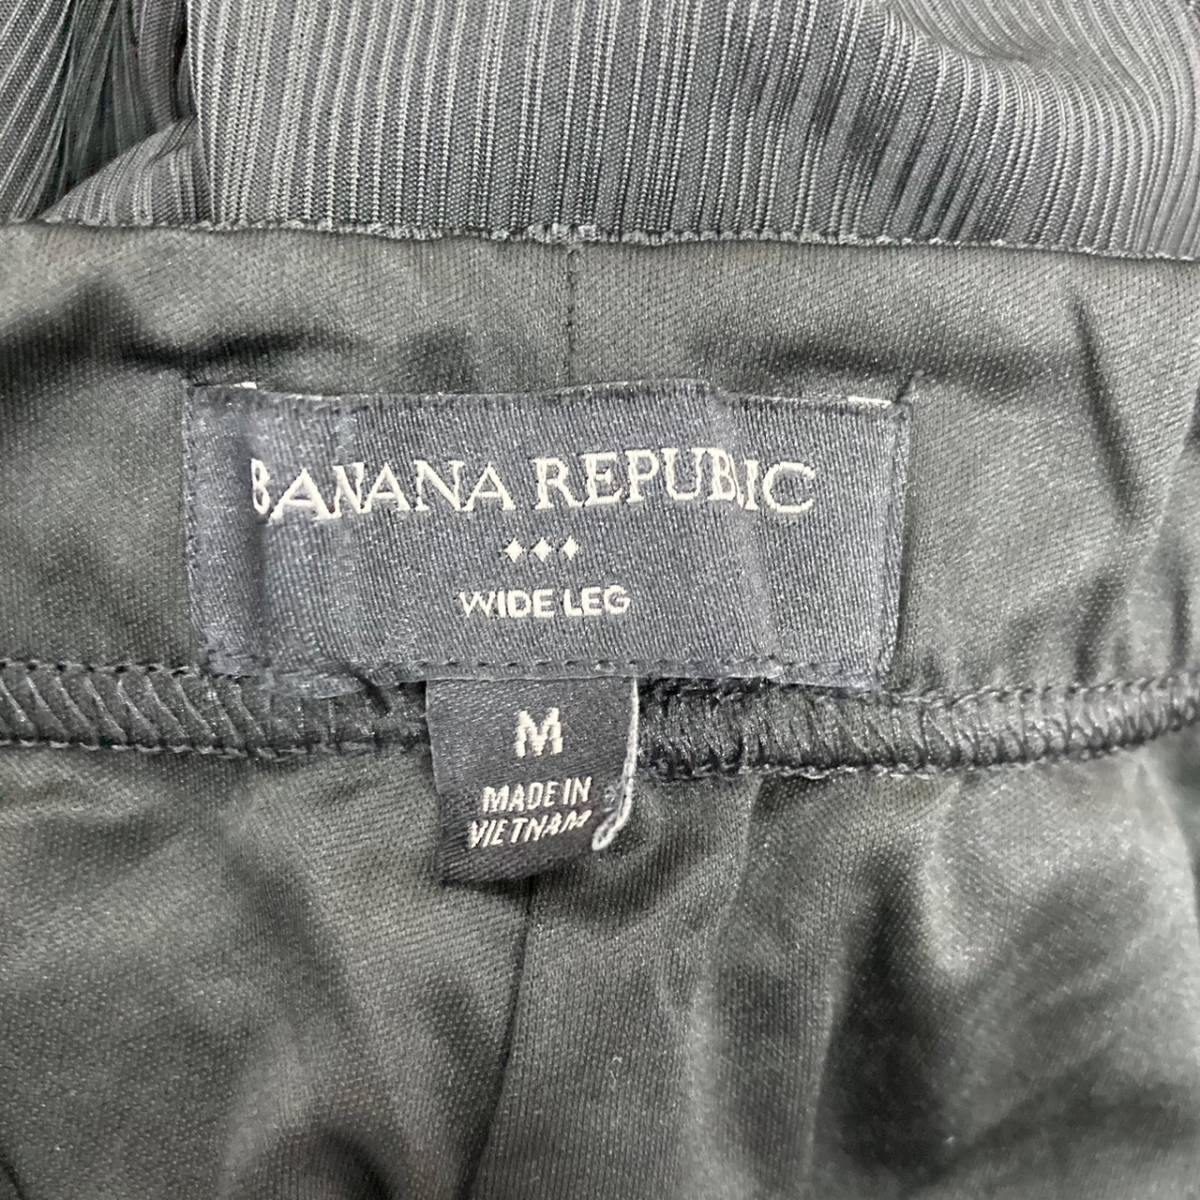 BANANA REPUBLIC
WIDE LEG
M
MADE IN
VIETNAM